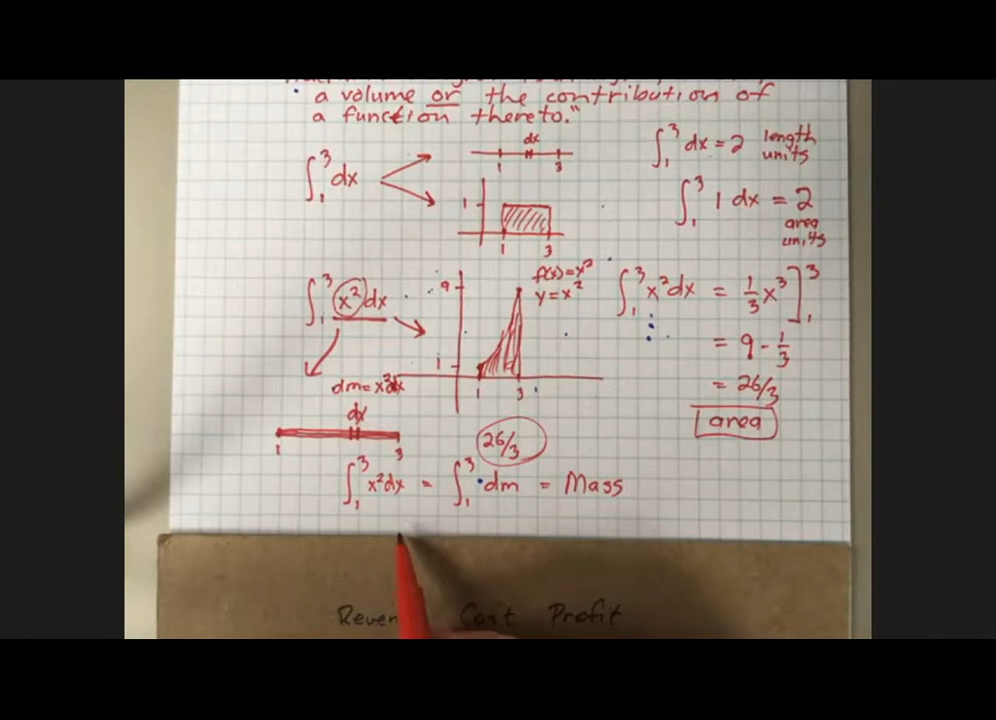 a volume or the contribution of
a function thereto."
∫₁³ dx
dx
1 3
∫₁³ dx = 2 length units
1
1 3
∫₁³ 1 dx = 2
area
units
∫₁³ x² dx
9
1
1 3
f(x)=x²
y=x²
∫₁³ x² dx = ⅓x³]₁³
= 9 - 1/3
= 26/3
area
dm = x²dx
dx
1 3
26/3
∫₁³ x² dx = ∫₁³ dm = Mass
Cost Profit